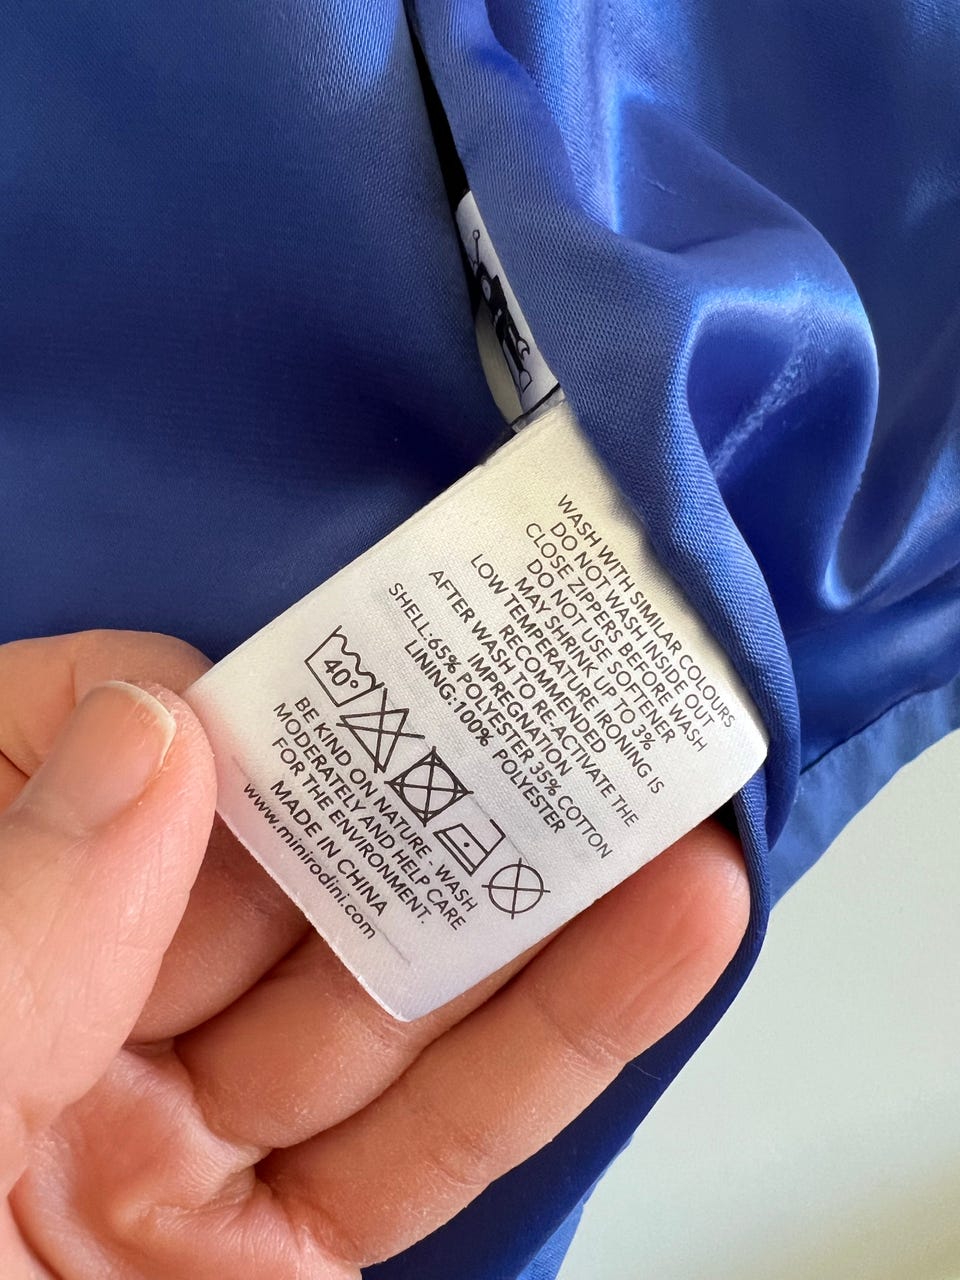 WASH WITH SIMILAR COLOURS
DO NOT WASH INSIDE OUT
CLOSE ZIPPERS BEFORE WASH
DO NOT USE SOFTENER
MAY SHRINK UP TO 3%
LOW TEMPERATURE IRONING IS
RECOMMENDED
AFTER WASH TO RE-ACTIVATE THE
IMPREGNATION
SHELL:65% POLYESTER 35% COTTON
LINING:100% POLYESTER
40°
BE KIND ON NATURE - WASH
MODERATELY AND HELP CARE
FOR THE ENVIRONMENT.
MADE IN CHINA
www.minirodini.com